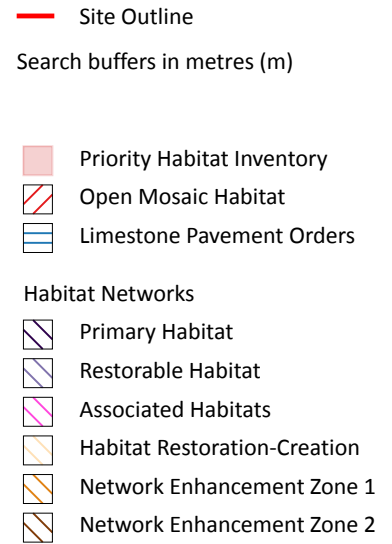 Site Outline
Search buffers in metres (m)
Priority Habitat Inventory
Open Mosaic Habitat
Limestone Pavement Orders
Habitat Networks
Primary Habitat
Restorable Habitat
Associated Habitats
Habitat Restoration-Creation
Network Enhancement Zone 1
Network Enhancement Zone 2